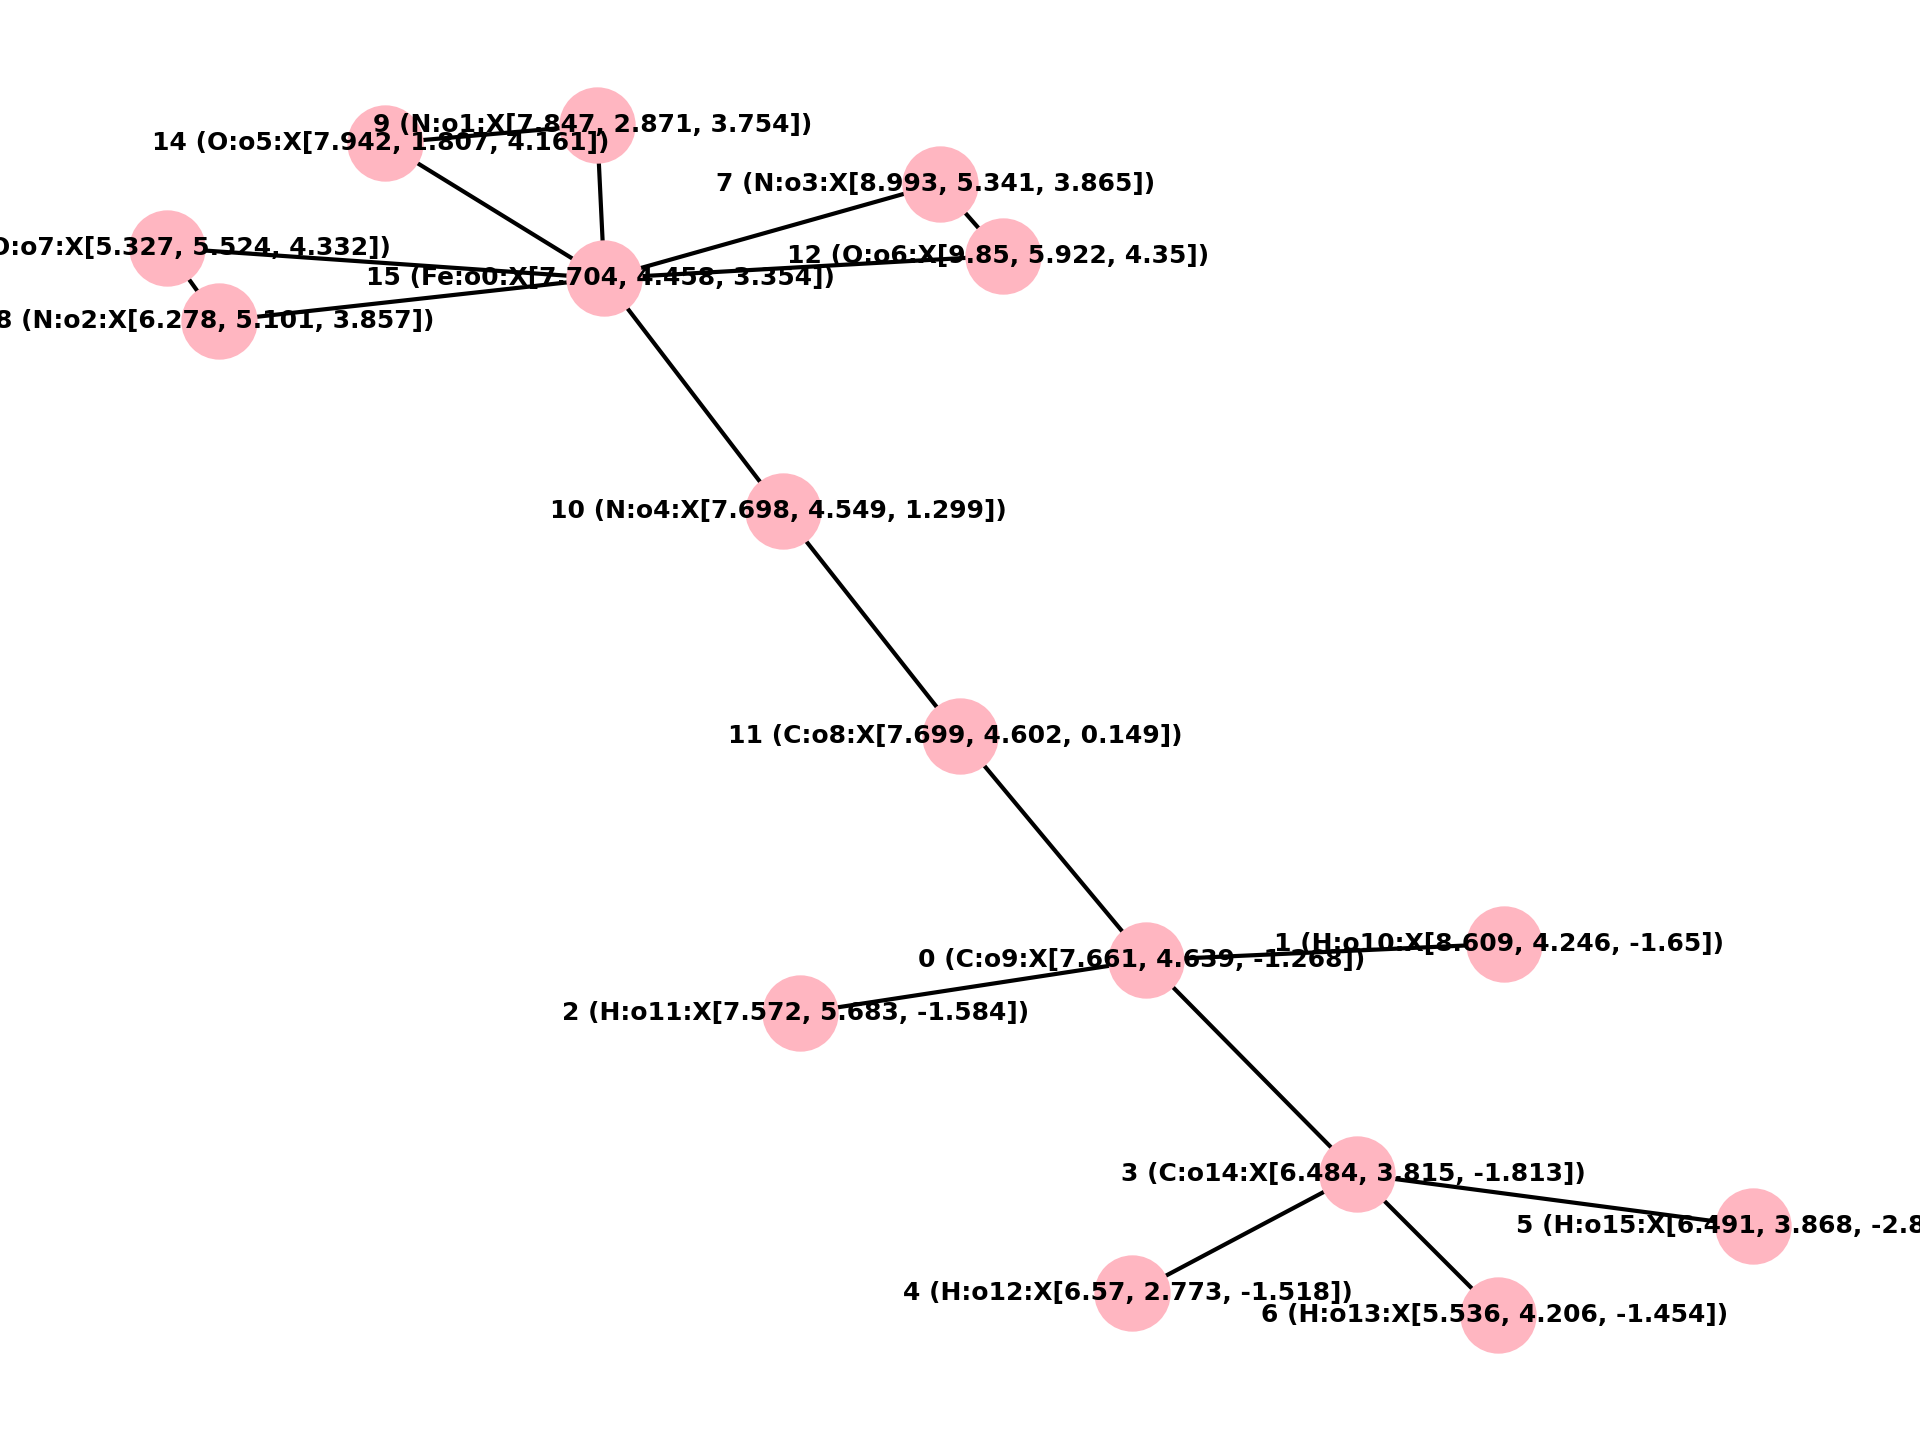 9 (N:o1:X[7.847, 2.871, 3.754])
14 (O:o5:X[7.942, 1.807, 4.161])
7 (N:o3:X[8.993, 5.341, 3.865])
O:o7:X[5.327, 5.524, 4.332])
12 (O:o6:X[9.85, 5.922, 4.35])
15 (Fe:o0:X[7.704, 4.458, 3.354])
8 (N:o2:X[6.278, 5.101, 3.857])
10 (N:o4:X[7.698, 4.549, 1.299])
11 (C:o8:X[7.699, 4.602, 0.149])
1 (H:o10:X[8.609, 4.246, -1.65])
0 (C:o9:X[7.661, 4.639, -1.268])
2 (H:o11:X[7.572, 5.683, -1.584])
3 (C:o14:X[6.484, 3.815, -1.813])
5 (H:o15:X[6.491, 3.868, -2.8
4 (H:o12:X[6.57, 2.773, -1.518])
6 (H:o13:X[5.536, 4.206, -1.454])